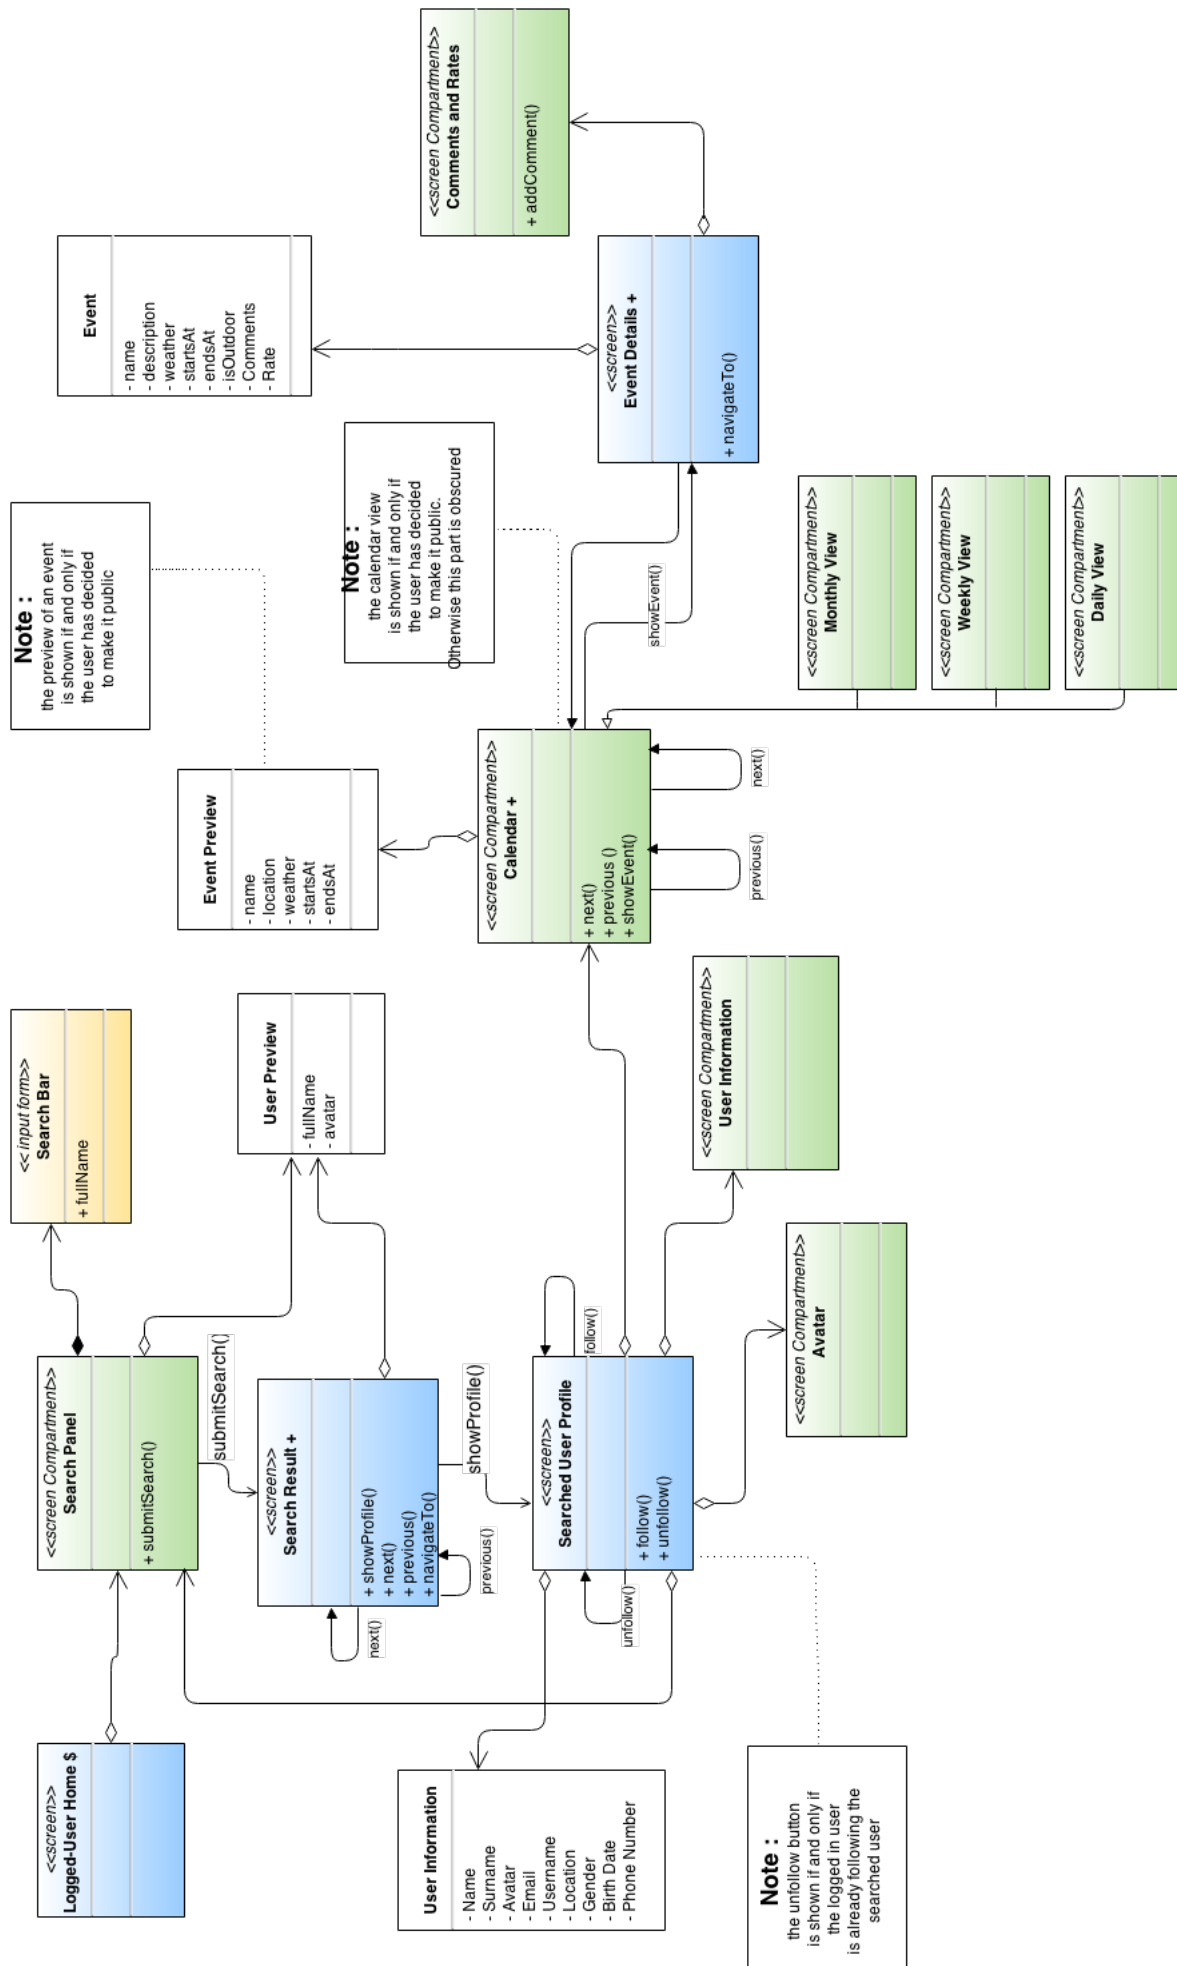 <<screen>>
Logged-User Home $
<<screen Compartment>>
Search Panel
+ submitSearch()
<< input form>>
Search Bar
+ fullName
submitSearch()
<<screen>>
Search Result +
+ showProfile()
+ next()
+ previous()
+ navigateTo()
next()
previous()
User Preview
- fullName
- avatar
showProfile()
User Information
- Name
- Surname
- Avatar
- Email
- Username
- Location
- Gender
- Birth Date
- Phone Number
<<screen>>
Searched User Profile
+ follow()
+ unfollow()
follow()
unfollow()
Note :
the unfollow button
is shown if and only if
the logged in user
is already following the
searched user
<<screen Compartment>>
Avatar
<<screen Compartment>>
User Information
Event Preview
- name
- location
- weather
- startsAt
- endsAt
Note :
the preview of an event
is shown if and only if
the user has decided
to make it public
<<screen Compartment>>
Calendar +
+ next()
+ previous ()
+ showEvent()
previous()
next()
Note :
the calendar view
is shown if and only if
the user has decided
to make it public.
Otherwise this part is obscured
showEvent()
<<screen Compartment>>
Monthly View
<<screen Compartment>>
Weekly View
<<screen Compartment>>
Daily View
Event
- name
- description
- weather
- startsAt
- endsAt
- isOutdoor
- Comments
- Rate
<<screen>>
Event Details +
+ navigateTo()
<<screen Compartment>>
Comments and Rates
+ addComment()